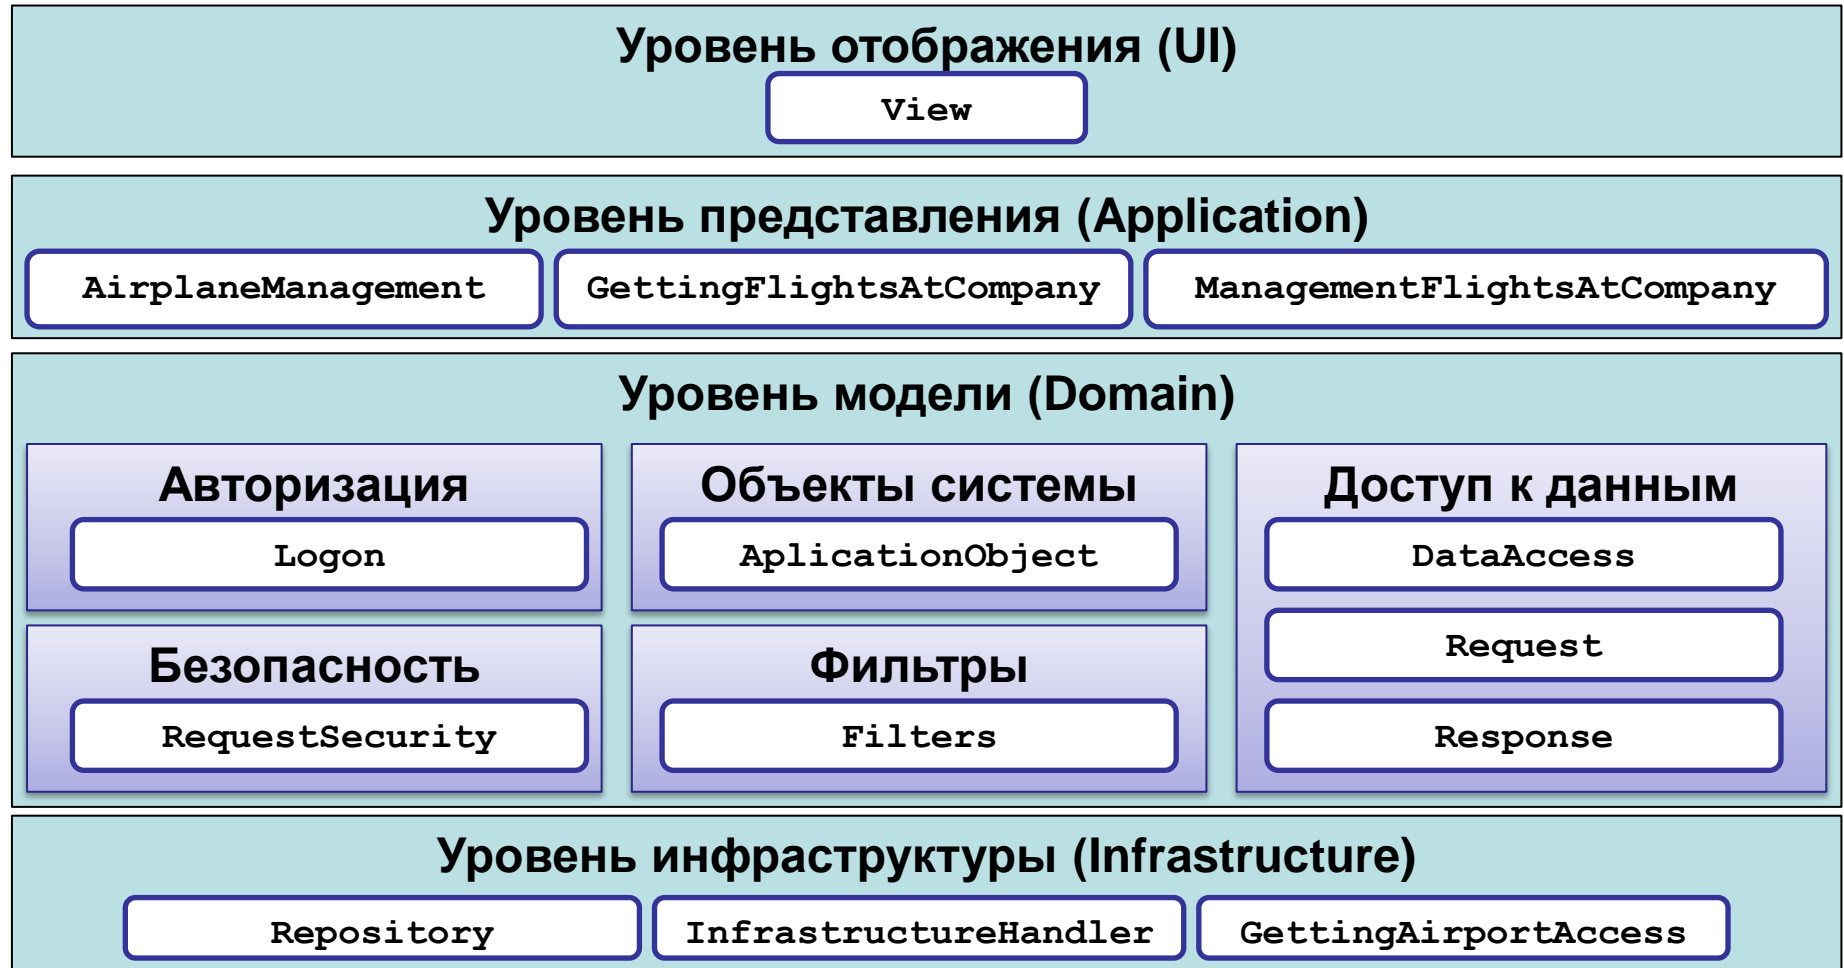 Уровень отображения (UI)
View
Уровень представления (Application)
AirplaneManagement
GettingFlightsAtCompany
ManagementFlightsAtCompany
Уровень модели (Domain)
Авторизация
Logon
Объекты системы
AplicationObject
Доступ к данным
DataAccess
Request
Response
Безопасность
RequestSecurity
Фильтры
Filters
Уровень инфраструктуры (Infrastructure)
Repository
InfrastructureHandler
GettingAirportAccess